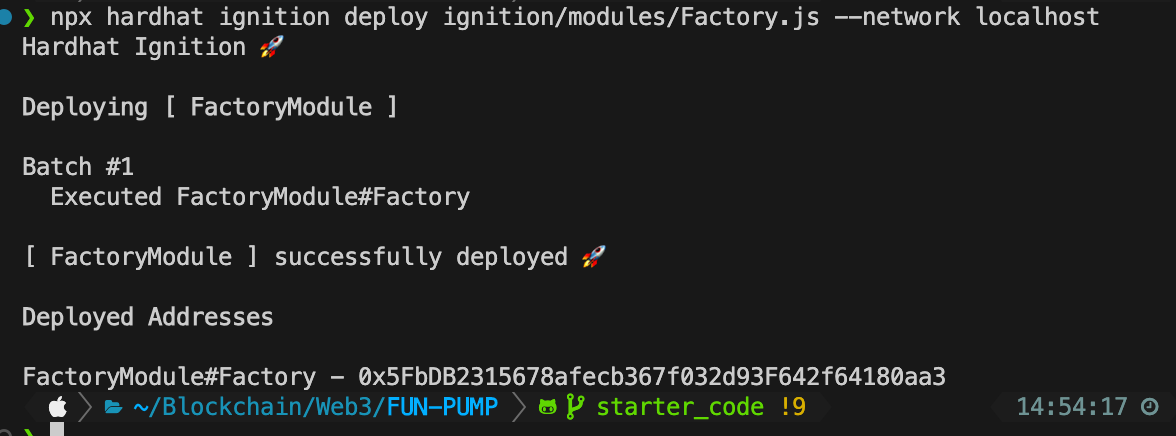 ❯ npx hardhat ignition deploy ignition/modules/Factory.js --network localhost
Hardhat Ignition 🚀
Deploying [ FactoryModule ]
Batch #1
Executed FactoryModule#Factory
[ FactoryModule ] successfully deployed 🚀
Deployed Addresses
FactoryModule#Factory - 0x5FbDB2315678afecb367f032d93F642f64180aa3
~/Blockchain/Web3/FUN-PUMP starter_code !9 14:54:17
❯